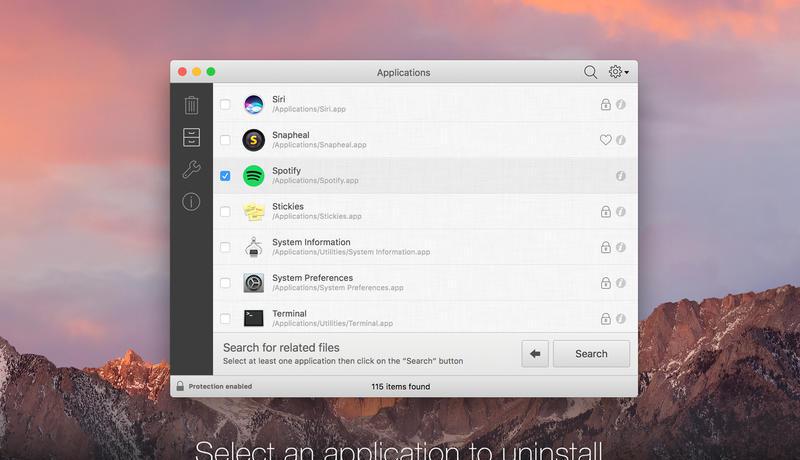 Applications
Siri
/Applications/Siri.app
Snapheal
/Applications/Snapheal.app
Spotify
/Applications/Spotify.app
Stickies
/Applications/Stickies.app
System Information
/Applications/Utilities/System Information.app
System Preferences
/Applications/System Preferences.app
Terminal
/Applications/Utilities/Terminal.app
Search for related files
Select at least one application then click on the “Search” button
Search
Protection enabled
115 items found
Select an application to uninstall